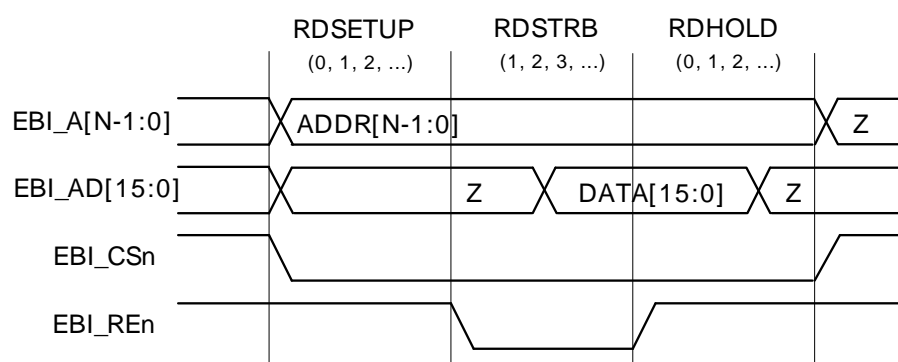 RDSETUP RDSTRB RDHOLD
(0, 1, 2, ...) (1, 2, 3, ...) (0, 1, 2, ...)
EBI_A[N-1:0] ADDR[N-1:0] Z
EBI_AD[15:0] Z DATA[15:0] Z
EBI_CSn
EBI_REn